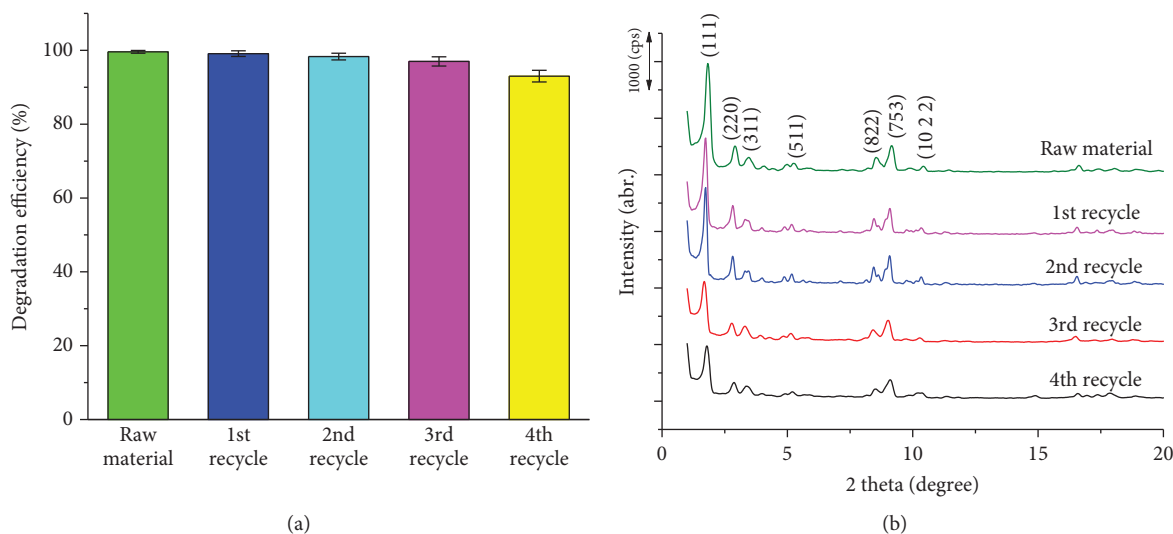 100
80
60
40
20
0
Degradation efficiency (%)
Raw
material
1st
recycle
2nd
recycle
3rd
recycle
4th
recycle
(a)
1000 (cps)
(111)
(220)
(311)
(511)
(822)
(753)
(10 2 2)
Raw material
1st recycle
2nd recycle
3rd recycle
4th recycle
Intensity (abr.)
0
5
10
15
20
2 theta (degree)
(b)